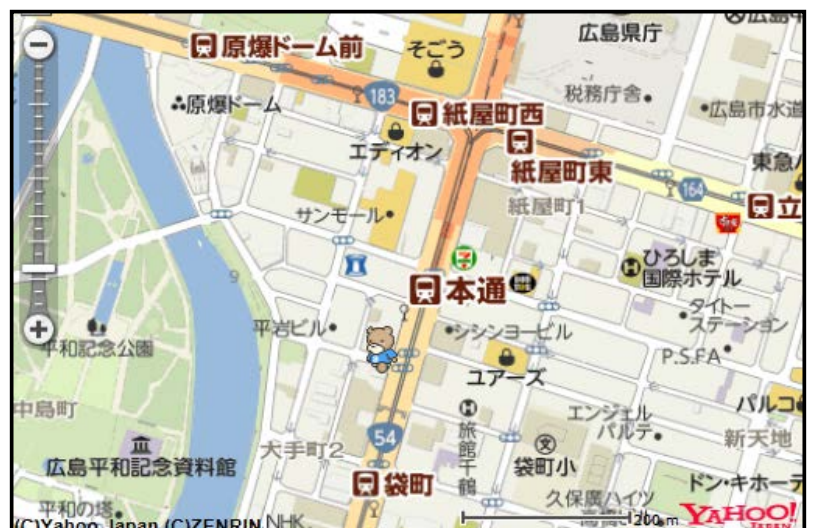 原爆ドーム前
そごう
広島県庁
183
税務庁舎
原爆ドーム
紙屋町西
広島市水道
エディオン
紙屋町東
東急ハ
164
サンモール
紙屋町1
立
ひろしま
国際ホテル
9
本通
タイトー
ステーション
平岩ビル
シシンヨービル
平和記念公園
P.S.FA
ユアーズ
中島町
パルコ
エンジェル
パルテ
新天地
54
旅館千鶴
大手町2
文
袋町小
広島平和記念資料館
袋町
ドン・キホーテ
久保廣ハイツ
平和の塔
200 m
YAHOO!
JAPAN
(C)Yahoo Japan (C)ZENRIN
NHK